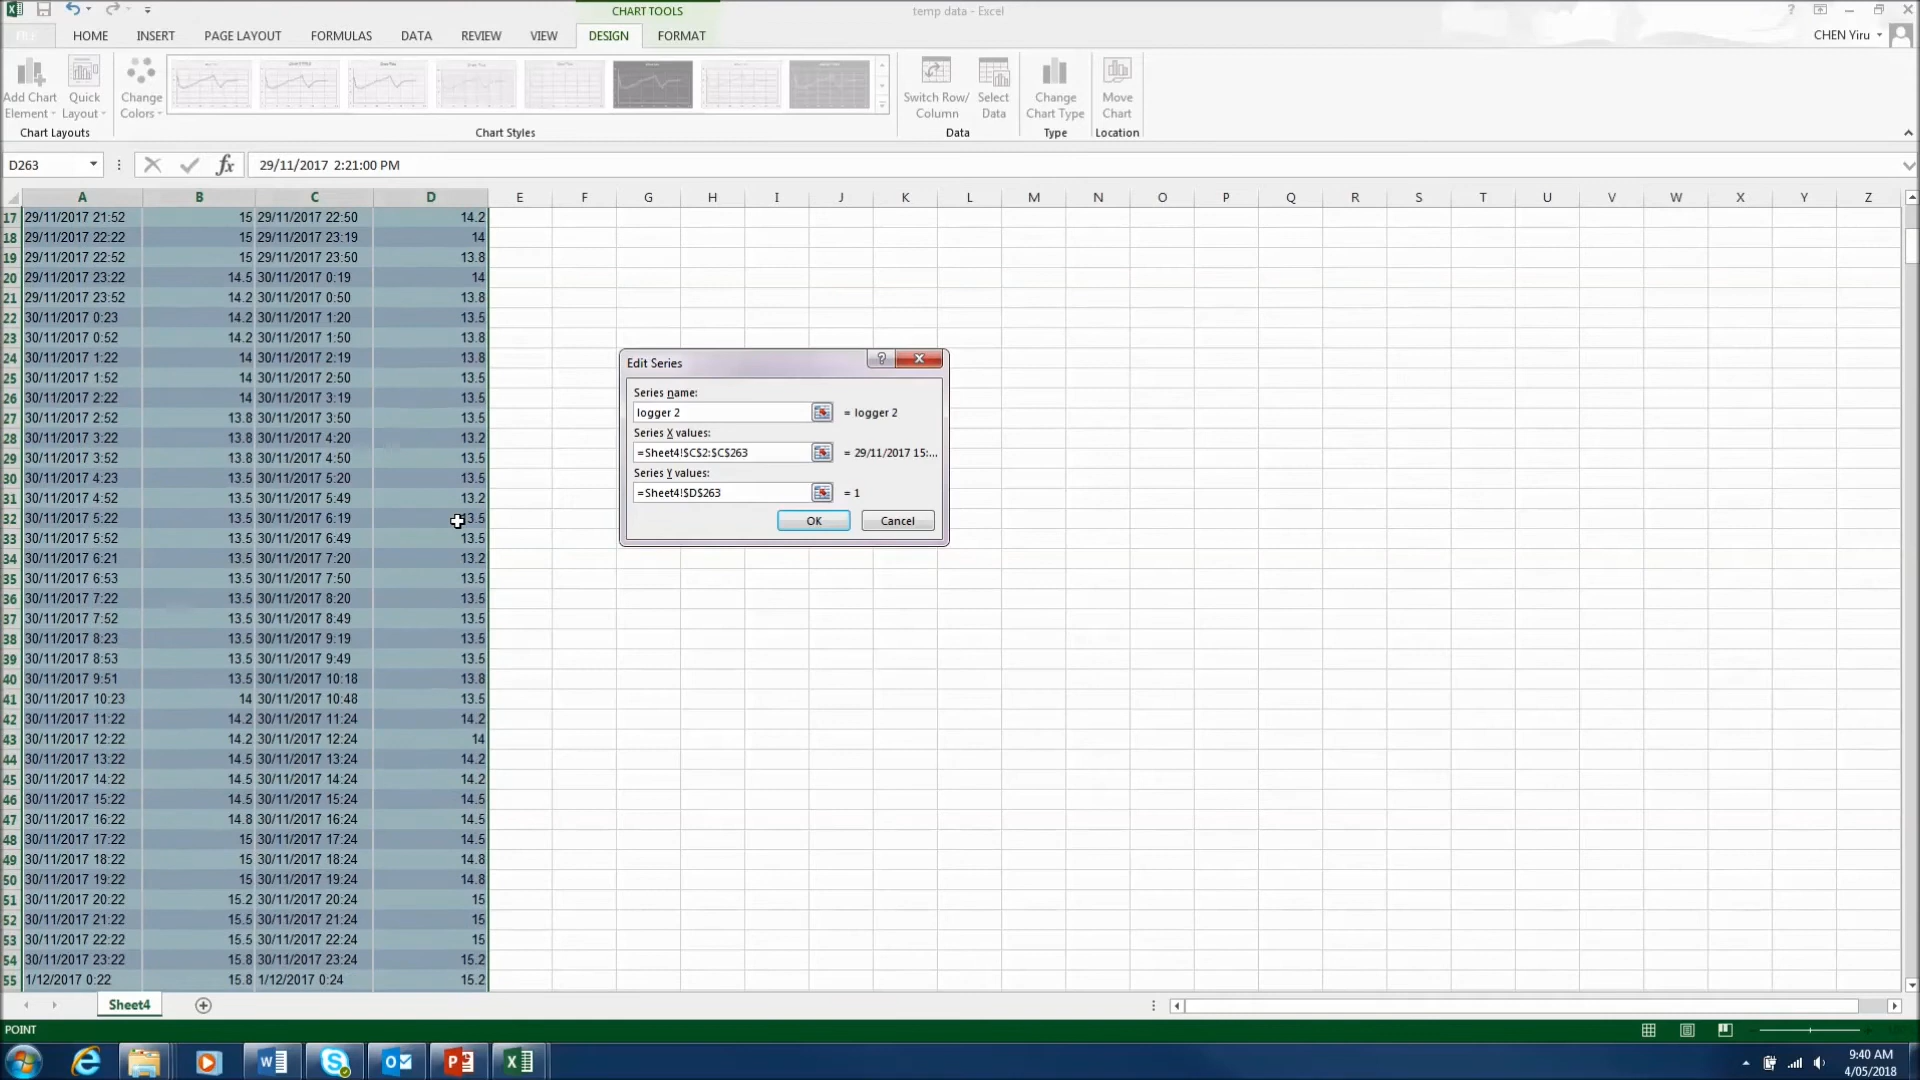 CHART TOOLS
temp data - Excel
HOME INSERT PAGE LAYOUT FORMULAS DATA REVIEW VIEW DESIGN FORMAT
CHEN Yiru
Add Chart Element
Quick Layout
Change Colors
Switch Row/Column
Select Data
Change Chart Type
Move Chart
Chart Layouts Chart Styles Data Type Location
D263 fx 29/11/2017 2:21:00 PM
A B C D E F G H I J K L M N O P Q R S T U V W X Y Z
17 29/11/2017 21:52 15 29/11/2017 22:50 14.2
18 29/11/2017 22:22 15 29/11/2017 23:19 14
19 29/11/2017 22:52 15 29/11/2017 23:50 13.8
20 29/11/2017 23:22 14.5 30/11/2017 0:19 14
21 29/11/2017 23:52 14.2 30/11/2017 0:50 13.8
22 30/11/2017 0:23 14.2 30/11/2017 1:20 13.5
23 30/11/2017 0:52 14.2 30/11/2017 1:50 13.8
24 30/11/2017 1:22 14 30/11/2017 2:19 13.8
25 30/11/2017 1:52 14 30/11/2017 2:50 13.5
26 30/11/2017 2:22 14 30/11/2017 3:19 13.5
27 30/11/2017 2:52 13.8 30/11/2017 3:50 13.5
28 30/11/2017 3:22 13.8 30/11/2017 4:20 13.2
29 30/11/2017 3:52 13.8 30/11/2017 4:50 13.5
30 30/11/2017 4:23 13.5 30/11/2017 5:20 13.5
31 30/11/2017 4:52 13.5 30/11/2017 5:49 13.2
32 30/11/2017 5:22 13.5 30/11/2017 6:19 13.5
33 30/11/2017 5:52 13.5 30/11/2017 6:49 13.5
34 30/11/2017 6:21 13.5 30/11/2017 7:20 13.2
35 30/11/2017 6:53 13.5 30/11/2017 7:50 13.5
36 30/11/2017 7:22 13.5 30/11/2017 8:20 13.5
37 30/11/2017 7:52 13.5 30/11/2017 8:49 13.5
38 30/11/2017 8:23 13.5 30/11/2017 9:19 13.5
39 30/11/2017 8:53 13.5 30/11/2017 9:49 13.5
40 30/11/2017 9:51 13.5 30/11/2017 10:18 13.8
41 30/11/2017 10:23 14 30/11/2017 10:48 13.5
42 30/11/2017 11:22 14.2 30/11/2017 11:24 14.2
43 30/11/2017 12:22 14.2 30/11/2017 12:24 14
44 30/11/2017 13:22 14.5 30/11/2017 13:24 14.2
45 30/11/2017 14:22 14.5 30/11/2017 14:24 14.2
46 30/11/2017 15:22 14.5 30/11/2017 15:24 14.5
47 30/11/2017 16:22 14.8 30/11/2017 16:24 14.5
48 30/11/2017 17:22 15 30/11/2017 17:24 14.5
49 30/11/2017 18:22 15 30/11/2017 18:24 14.8
50 30/11/2017 19:22 15 30/11/2017 19:24 14.8
51 30/11/2017 20:22 15.2 30/11/2017 20:24 15
52 30/11/2017 21:22 15.5 30/11/2017 21:24 15
53 30/11/2017 22:22 15.5 30/11/2017 22:24 15
54 30/11/2017 23:22 15.8 30/11/2017 23:24 15.2
55 1/12/2017 0:22 15.8 1/12/2017 0:24 15.2
Edit Series
Series name:
logger 2 = logger 2
Series X values:
=Sheet4!$C$2:$C$263 = 29/11/2017 15:...
Series Y values:
=Sheet4!$D$263 = 1
OK Cancel
Sheet4
POINT
9:40 AM
4/05/2018